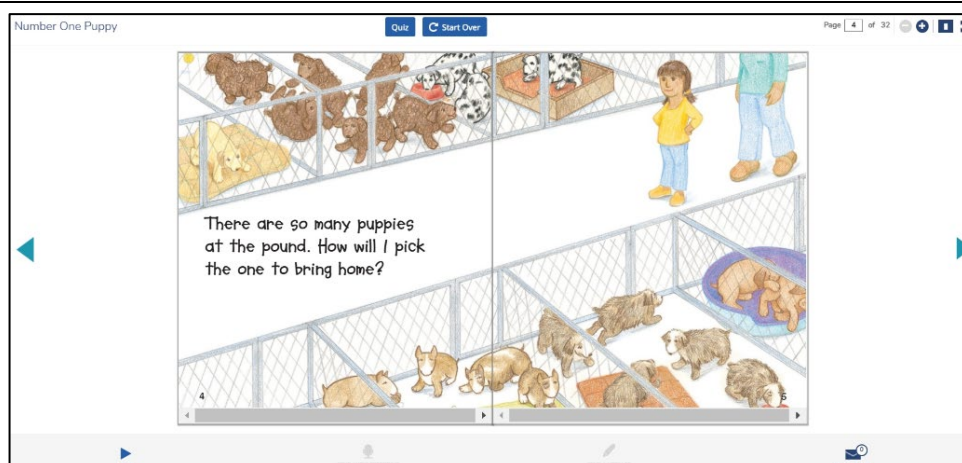 Number One Puppy
Quiz
Start Over
Page 4 of 32
There are so many puppies
at the pound. How will I pick
the one to bring home?
4
5
0